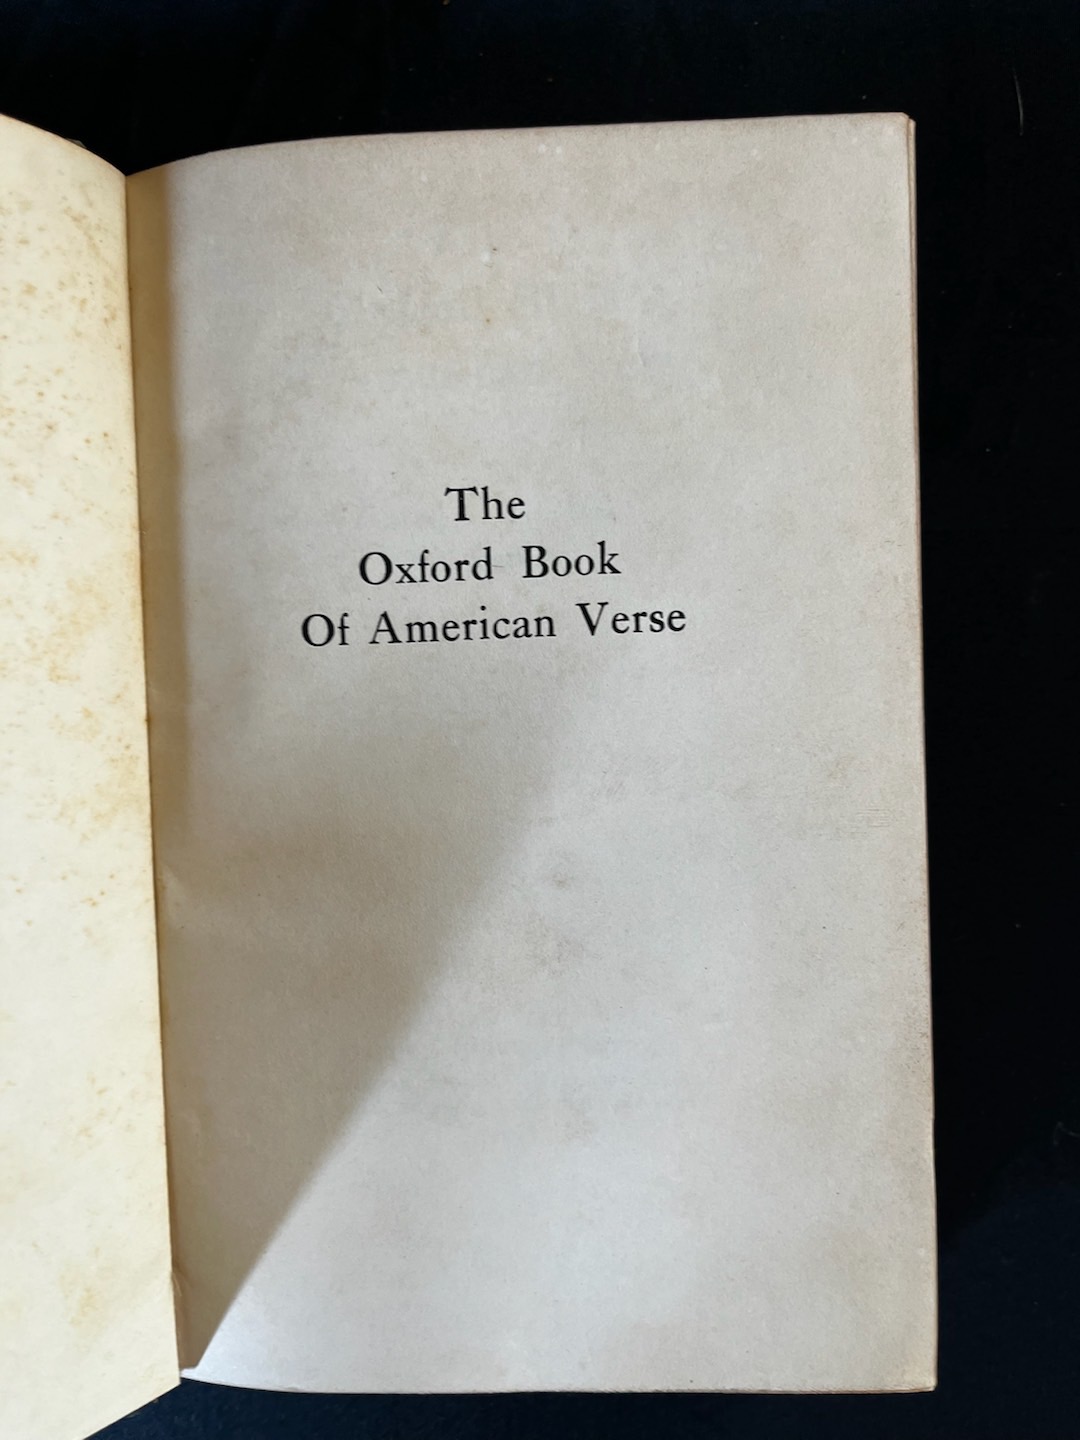 The
Oxford Book
Of American Verse